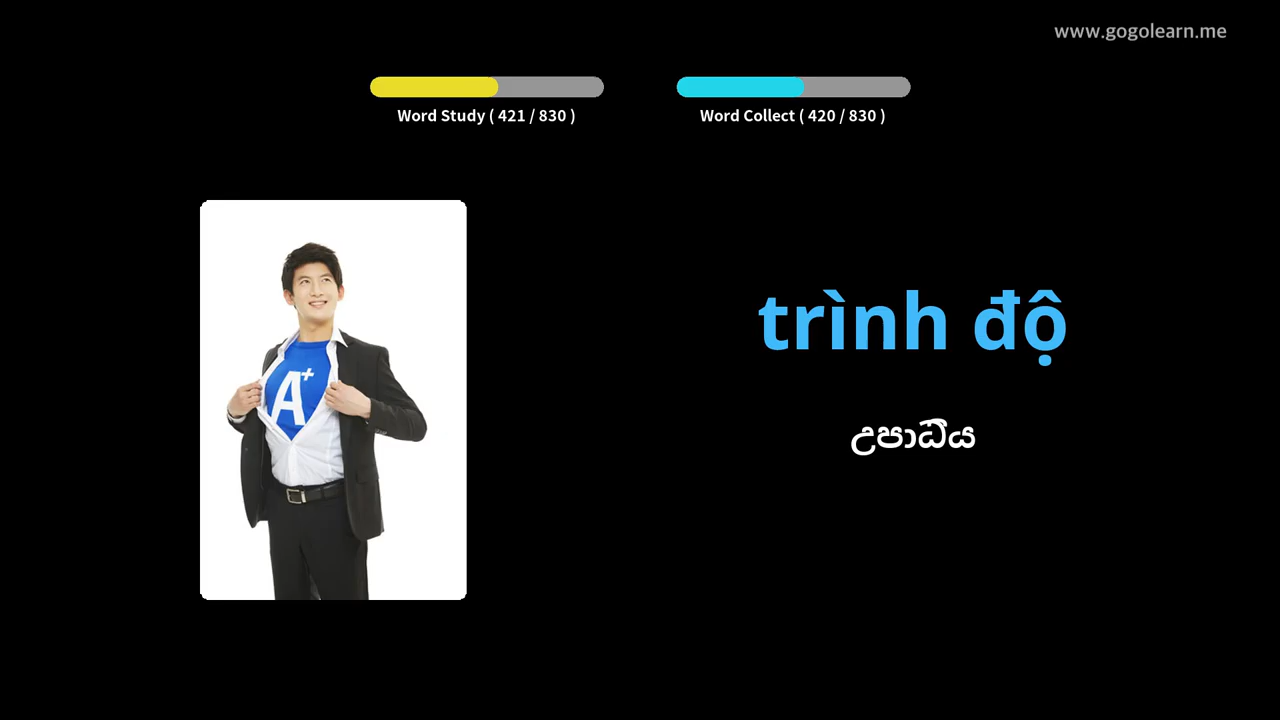 www.gogolearn.me
Word Study ( 421 / 830 )
Word Collect ( 420 / 830 )
A+
trình độ
උපාධිය